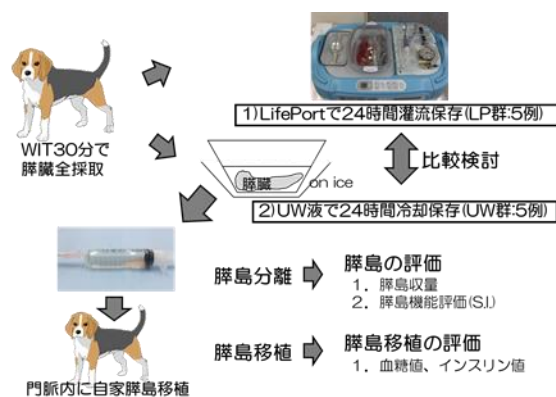 1)LifePortで24時間灌流保存(LP群:5例)
WIT30分で
膵臓全採取
比較検討
膵臓
on ice
2)UW液で24時間冷却保存(UW群:5例)
膵島分離
膵島の評価
1. 膵島収量
2. 膵島機能評価(S.I.)
膵島移植
膵島移植の評価
1. 血糖値、インスリン値
門脈内に自家膵島移植